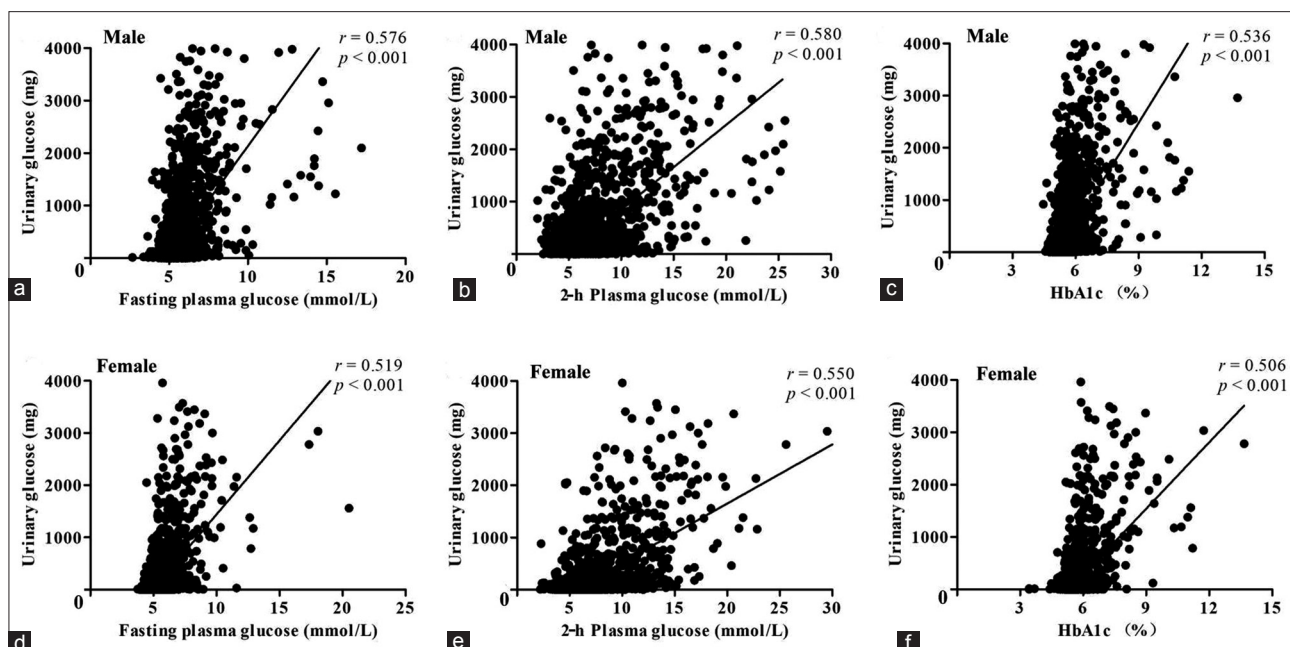 Male
r = 0.576
p < 0.001
4000
3000
2000
1000
0
5
10
15
20
Urinary glucose (mg)
Fasting plasma glucose (mmol/L)
a
Male
r = 0.580
p < 0.001
4000
3000
2000
1000
0
5
10
15
20
25
30
Urinary glucose (mg)
2-h Plasma glucose (mmol/L)
b
Male
r = 0.536
p < 0.001
4000
3000
2000
1000
0
3
6
9
12
15
Urinary glucose (mg)
HbA1c （%）
c
Female
r = 0.519
p < 0.001
4000
3000
2000
1000
0
5
10
15
20
25
Urinary glucose (mg)
Fasting plasma glucose (mmol/L)
d
Female
r = 0.550
p < 0.001
4000
3000
2000
1000
0
5
10
15
20
25
30
Urinary glucose (mg)
2-h Plasma glucose (mmol/L)
e
Female
r = 0.506
p < 0.001
4000
3000
2000
1000
0
3
6
9
12
15
Urinary glucose (mg)
HbA1c （%）
f